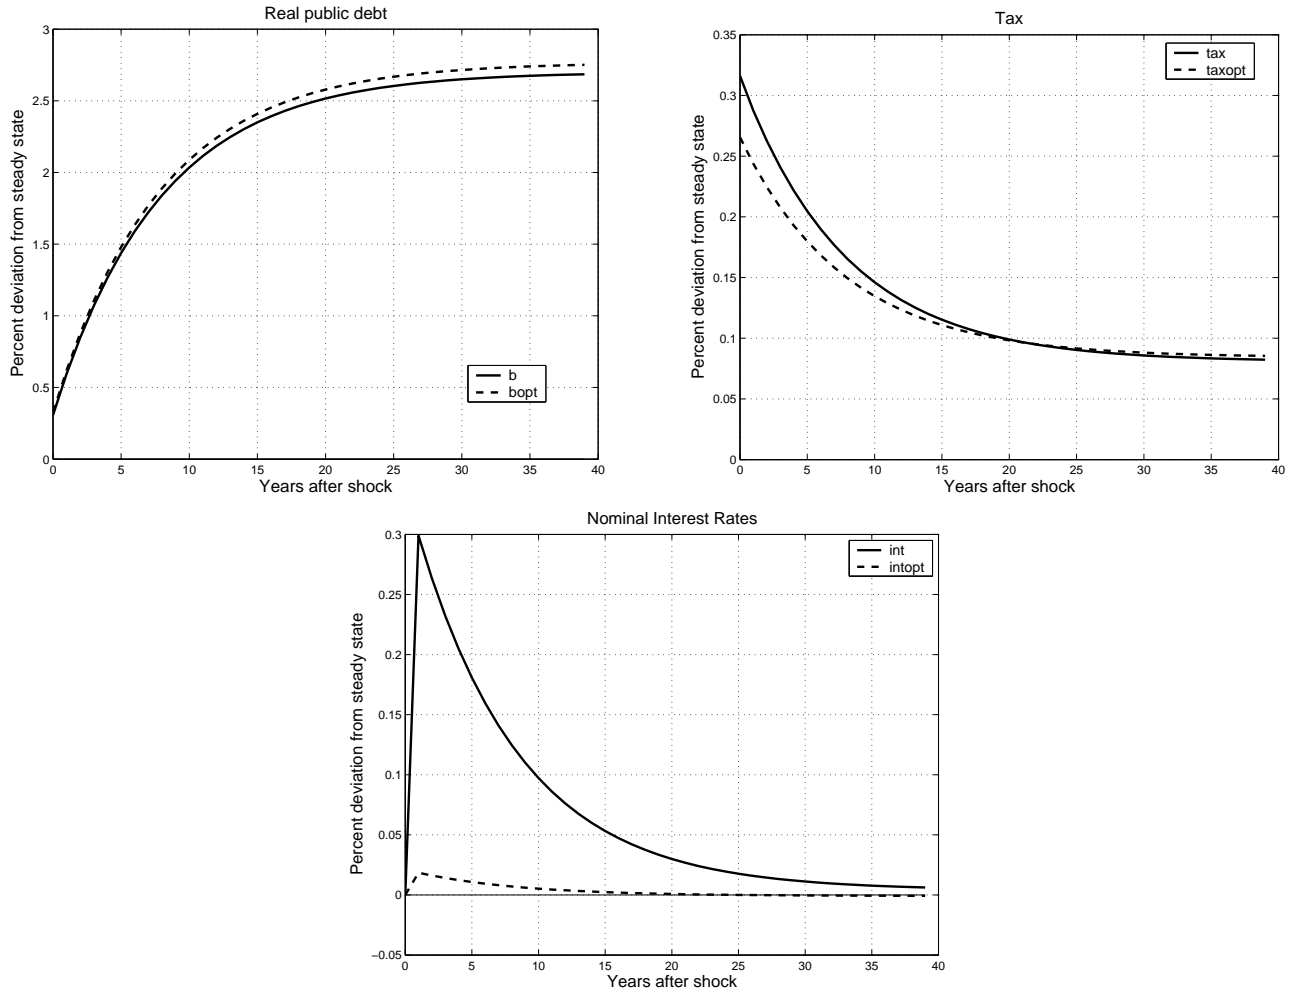 Real public debt
Percent deviation from steady state
3
2.5
2
1.5
1
0.5
0
0 5 10 15 20 25 30 35 40
Years after shock
b
bopt
Tax
Percent deviation from steady state
0.35
0.3
0.25
0.2
0.15
0.1
0.05
0
0 5 10 15 20 25 30 35 40
Years after shock
tax
taxopt
Nominal Interest Rates
Percent deviation from steady state
0.3
0.25
0.2
0.15
0.1
0.05
0
−0.05
0 5 10 15 20 25 30 35 40
Years after shock
int
intopt